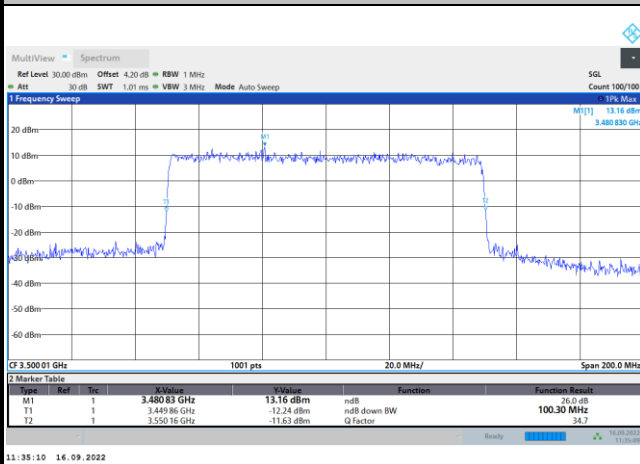 MultiView Spectrum
Ref Level 30.00 dBm Offset 4.20 dB RBW 1 MHz SGL
Att 30 dB SWT 1.01 ms VBW 3 MHz Mode Auto Sweep Count 100/100
1 Frequency Sweep 1Pk Max
M1[1] 13.16 dBm
3.480 830 GHz
20 dBm
M1
10 dBm
0 dBm
T1
T2
-10 dBm
-20 dBm
-30 dBm
-40 dBm
-50 dBm
-60 dBm
CF 3.500 01 GHz 1001 pts 20.0 MHz/ Span 200.0 MHz
2 Marker Table
Type Ref Trc X-Value Y-Value Function Function Result
M1 1 3.480 83 GHz 13.16 dBm ndB 26.0 dB
T1 1 3.449 86 GHz -12.24 dBm ndB down BW 100.30 MHz
T2 1 3.550 16 GHz -11.63 dBm Q Factor 34.7
Ready 16.09.2022
11:35:09
11:35:10 16.09.2022